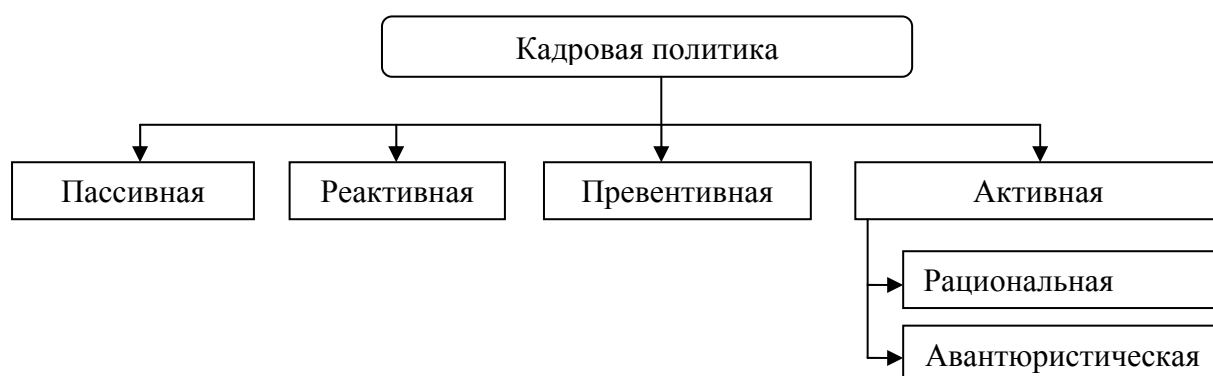 Кадровая политика
Пассивная
Реактивная
Превентивная
Активная
Рациональная
Авантюристическая